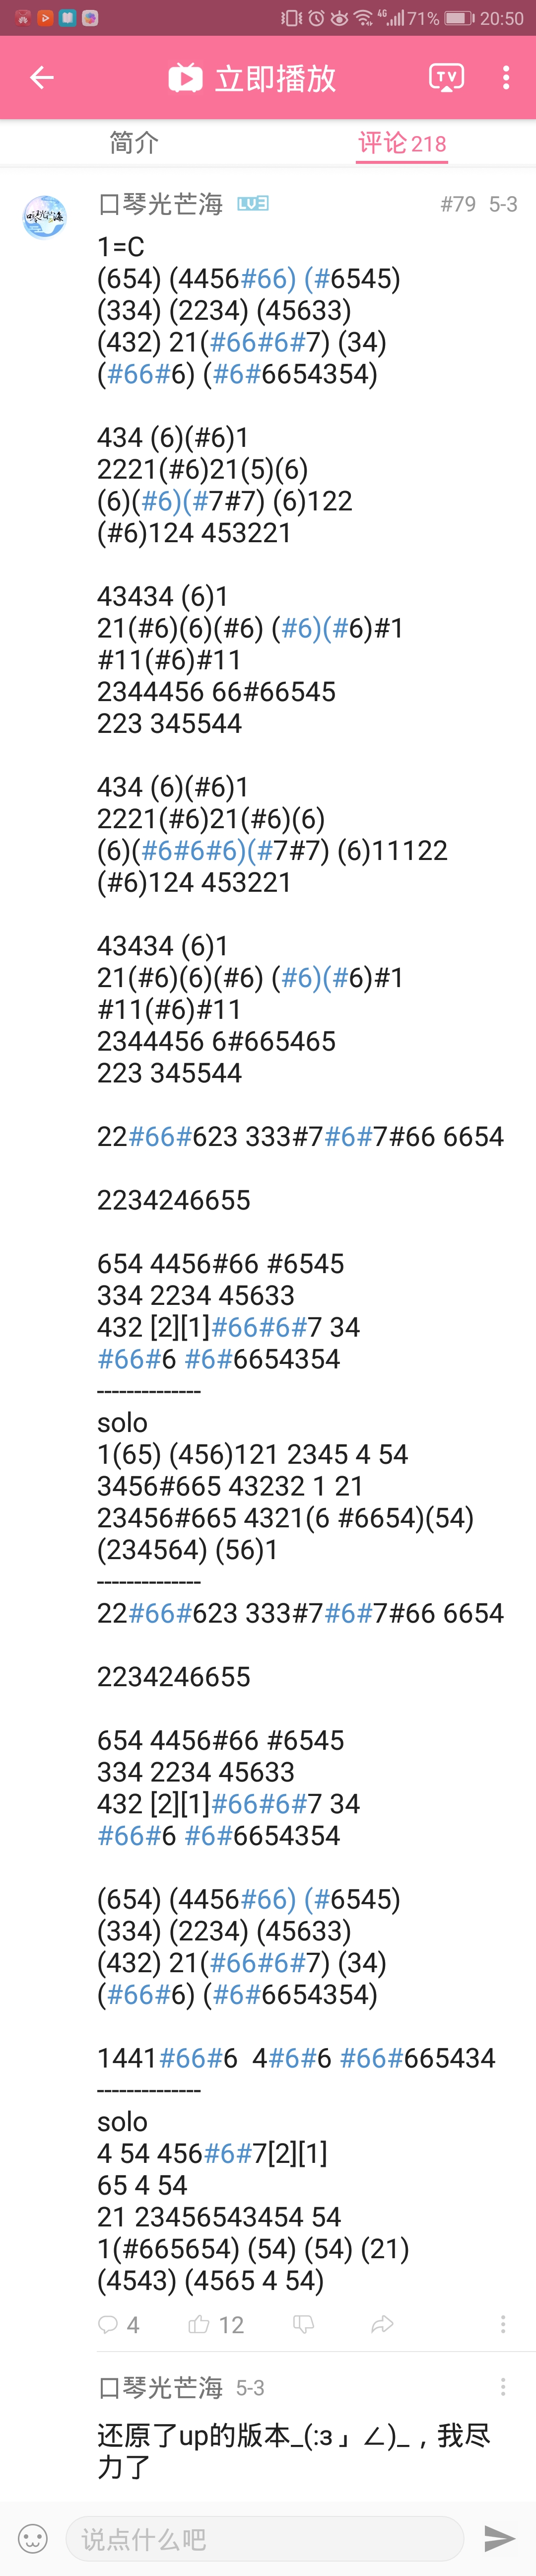 4G 71% 20:50
立即播放 TV
简介 评论218
口琴光芒海 LV3 #79 5-3
1=C
(654) (4456#66) (#6545)
(334) (2234) (45633)
(432) 21(#66#6#7) (34)
(#66#6) (#6#6654354)
434 (6)(#6)1
2221(#6)21(5)(6)
(6)(#6)(#7#7) (6)122
(#6)124 453221
43434 (6)1
21(#6)(6)(#6) (#6)(#6)#1
#11(#6)#11
2344456 66#66545
223 345544
434 (6)(#6)1
2221(#6)21(#6)(6)
(6)(#6#6#6)(#7#7) (6)11122
(#6)124 453221
43434 (6)1
21(#6)(6)(#6) (#6)(#6)#1
#11(#6)#11
2344456 6#665465
223 345544
22#66#623 333#7#6#7#66 6654
2234246655
654 4456#66 #6545
334 2234 45633
432 [2][1]#66#6#7 34
#66#6 #6#6654354
--------------
solo
1(65) (456)121 2345 4 54
3456#665 43232 1 21
23456#665 4321(6 #6654)(54)
(234564) (56)1
--------------
22#66#623 333#7#6#7#66 6654
2234246655
654 4456#66 #6545
334 2234 45633
432 [2][1]#66#6#7 34
#66#6 #6#6654354
(654) (4456#66) (#6545)
(334) (2234) (45633)
(432) 21(#66#6#7) (34)
(#66#6) (#6#6654354)
1441#66#6  4#6#6 #66#665434
--------------
solo
4 54 456#6#7[2][1]
65 4 54
21 23456543454 54
1(#665654) (54) (54) (21)
(4543) (4565 4 54)
4 12
口琴光芒海 5-3
还原了up的版本_(:з」∠)_，我尽
力了
说点什么吧